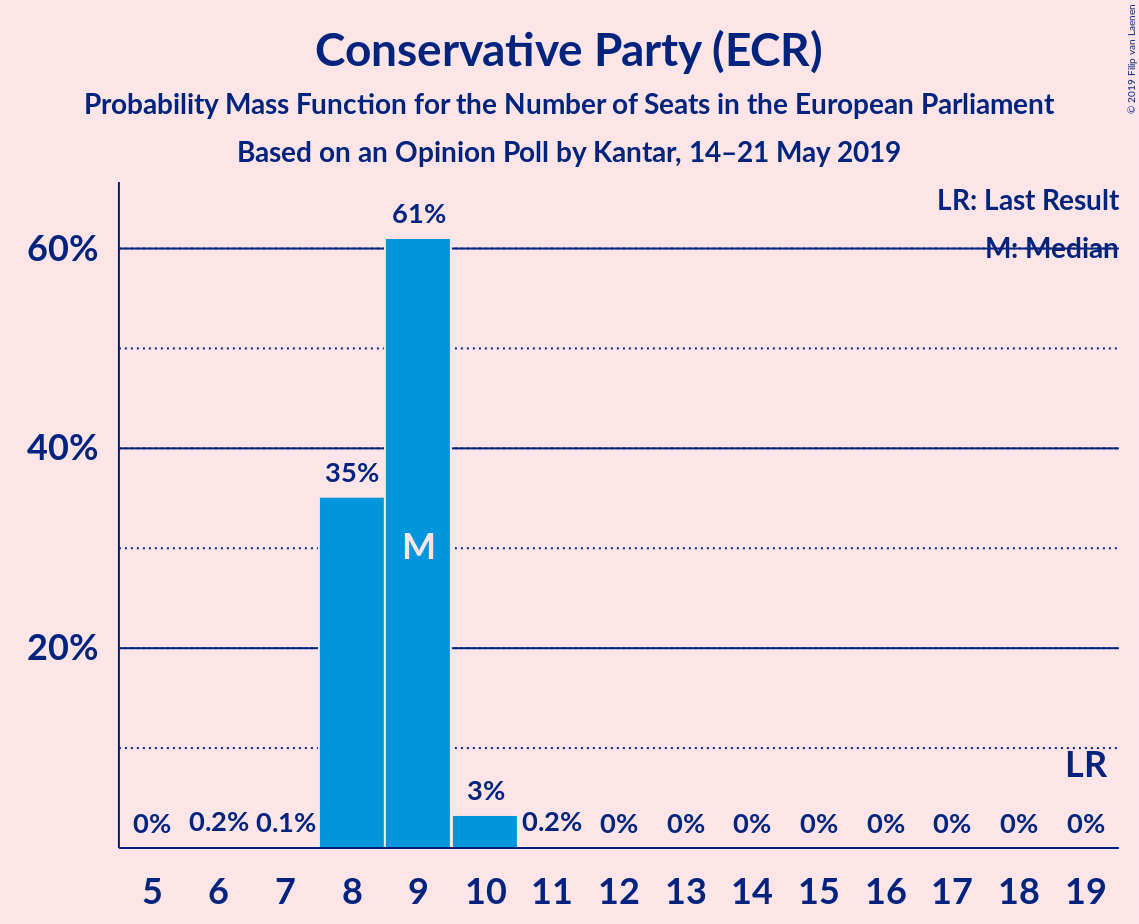 Conservative Party (ECR)
Probability Mass Function for the Number of Seats in the European Parliament
Based on an Opinion Poll by Kantar, 14–21 May 2019
© 2019 Filip van Laenen
LR: Last Result
M: Median
60%
40%
20%
61%
35%
M
3%
LR
0% 0.2% 0.1% 0.2% 0% 0% 0% 0% 0% 0% 0% 0%
5 6 7 8 9 10 11 12 13 14 15 16 17 18 19